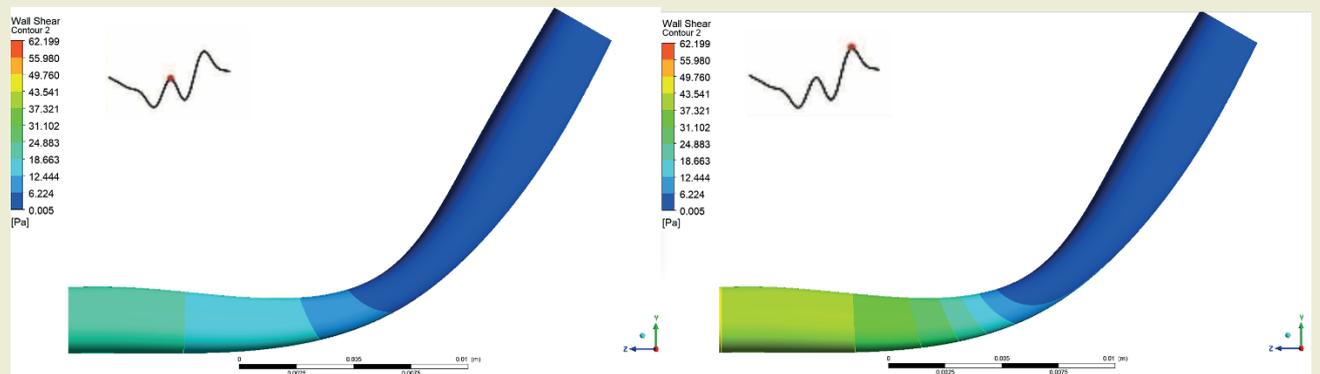 Wall Shear
Contour 2
62.199
55.980
49.760
43.541
37.321
31.102
24.883
18.663
12.444
6.224
0.005
[Pa]
0 0.005 0.01 (m)
0.0025 0.0075
Y
Z
Wall Shear
Contour 2
62.199
55.980
49.760
43.541
37.321
31.102
24.883
18.663
12.444
6.224
0.005
[Pa]
0 0.005 0.01 (m)
0.0025 0.0075
Y
Z